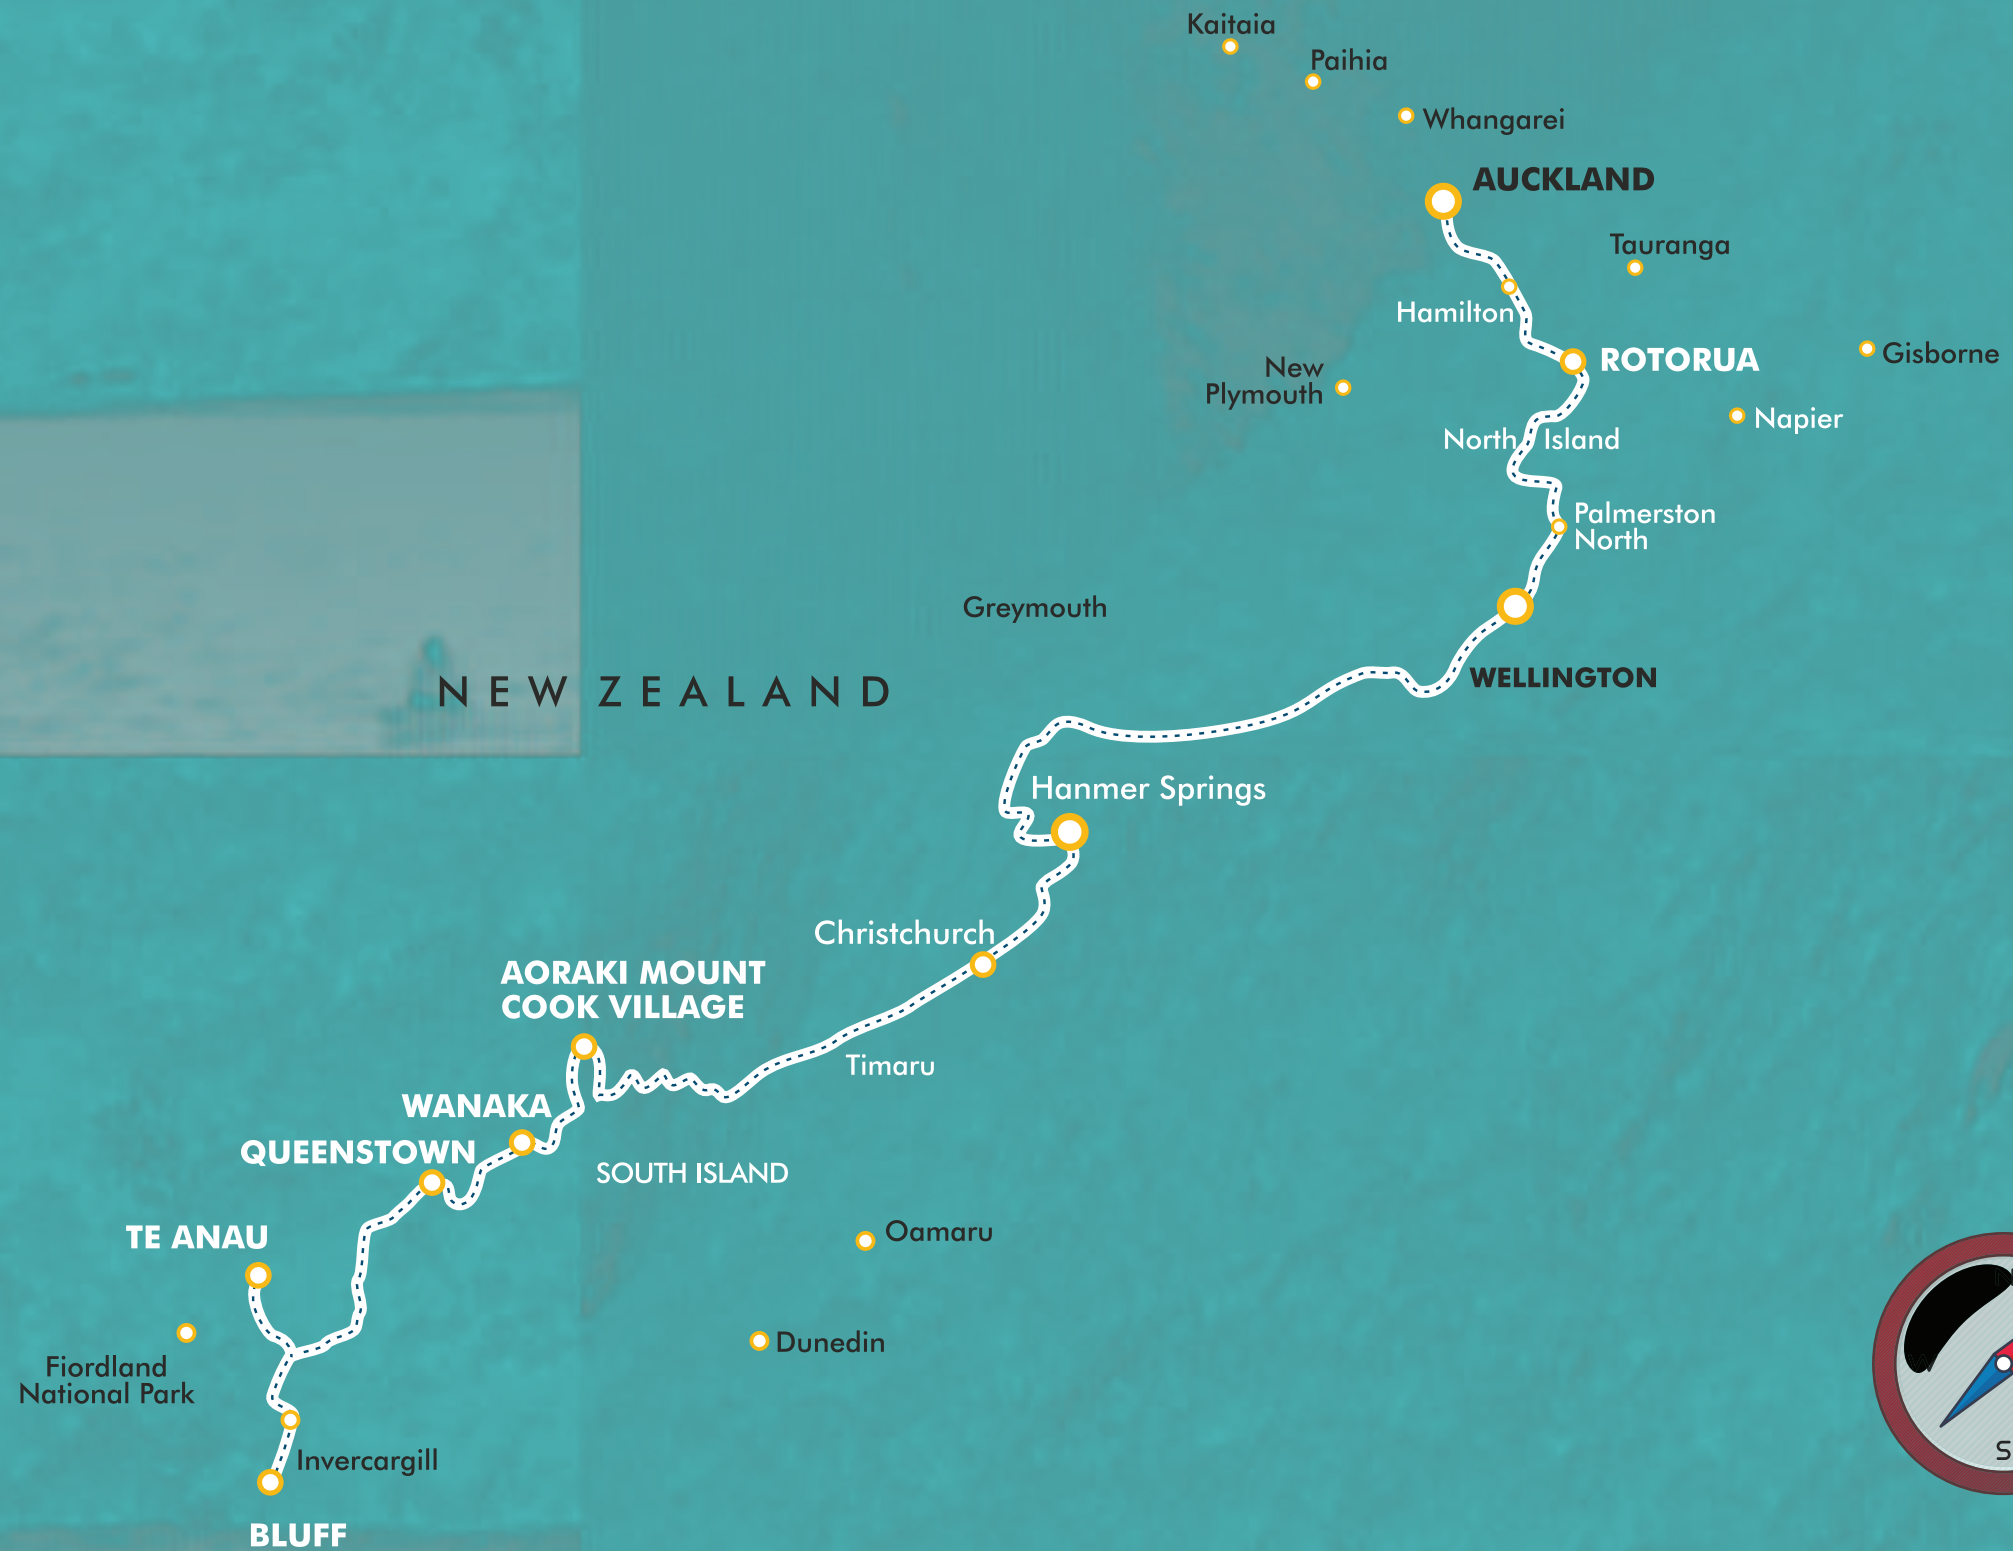 Kaitaia
Paihia
Whangarei
AUCKLAND
Tauranga
Hamilton
ROTORUA
Gisborne
New
Plymouth
Napier
North Island
Palmerston
North
Greymouth
WELLINGTON
NEW ZEALAND
Hanmer Springs
Christchurch
AORAKI MOUNT
COOK VILLAGE
Timaru
WANAKA
QUEENSTOWN
SOUTH ISLAND
TE ANAU
Oamaru
Dunedin
Fiordland
National Park
Invercargill
BLUFF
N
W
S